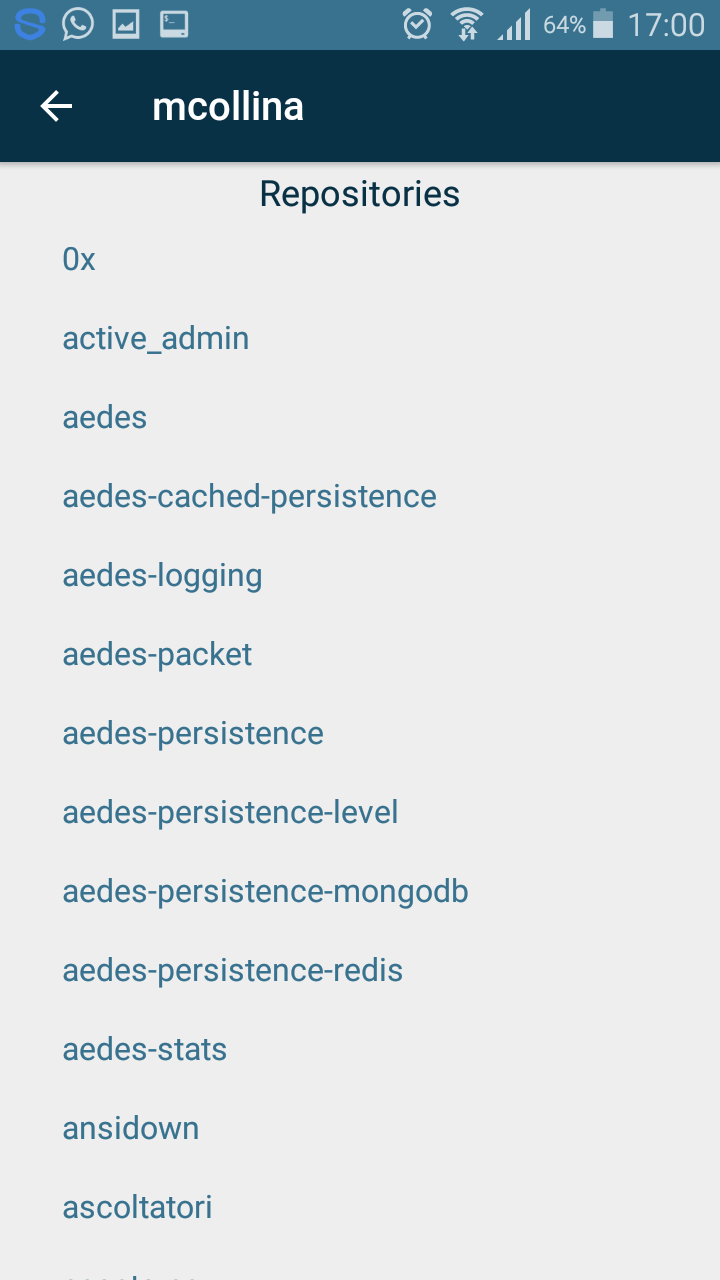 64% 17:00
mcollina
Repositories
0x
active_admin
aedes
aedes-cached-persistence
aedes-logging
aedes-packet
aedes-persistence
aedes-persistence-level
aedes-persistence-mongodb
aedes-persistence-redis
aedes-stats
ansidown
ascoltatori